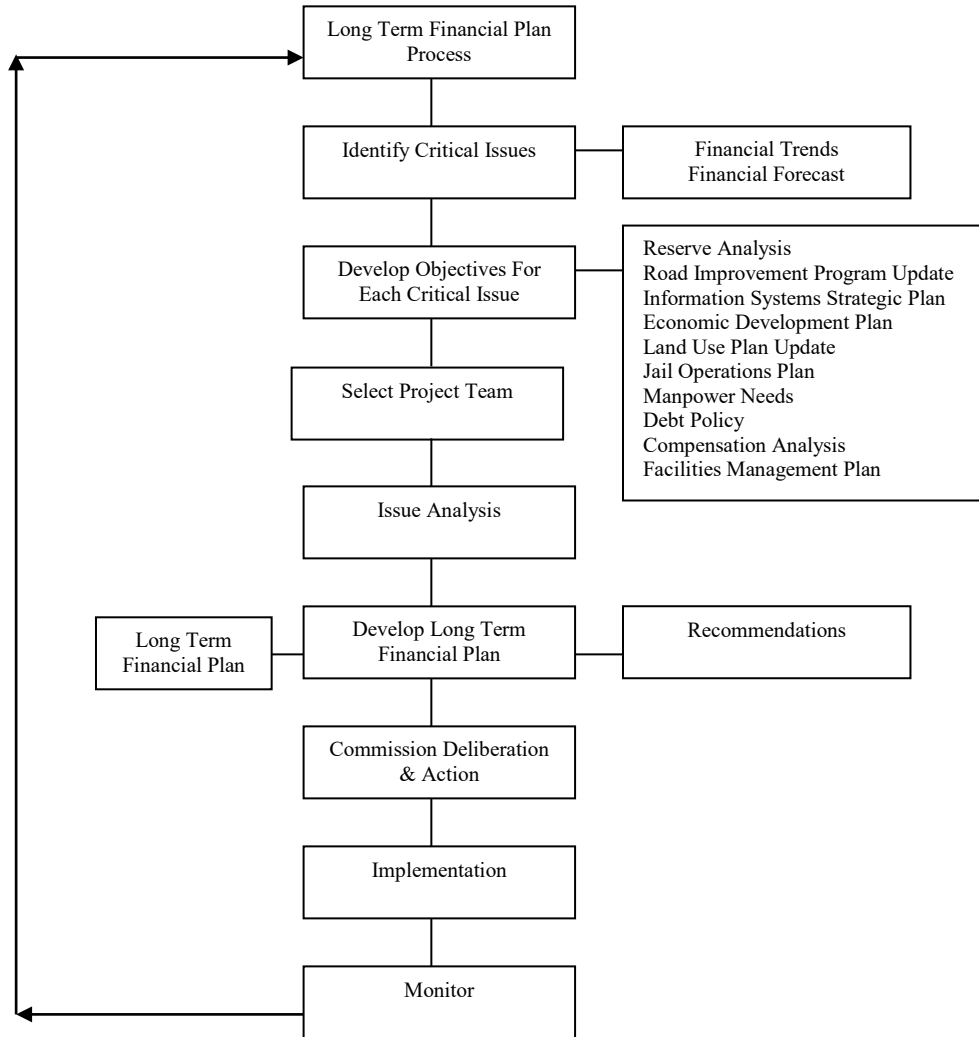 Long Term Financial Plan
Process
Identify Critical Issues
Financial Trends
Financial Forecast
Develop Objectives For
Each Critical Issue
Reserve Analysis
Road Improvement Program Update
Information Systems Strategic Plan
Economic Development Plan
Land Use Plan Update
Jail Operations Plan
Manpower Needs
Debt Policy
Compensation Analysis
Facilities Management Plan
Select Project Team
Issue Analysis
Long Term
Financial Plan
Develop Long Term
Financial Plan
Recommendations
Commission Deliberation
& Action
Implementation
Monitor